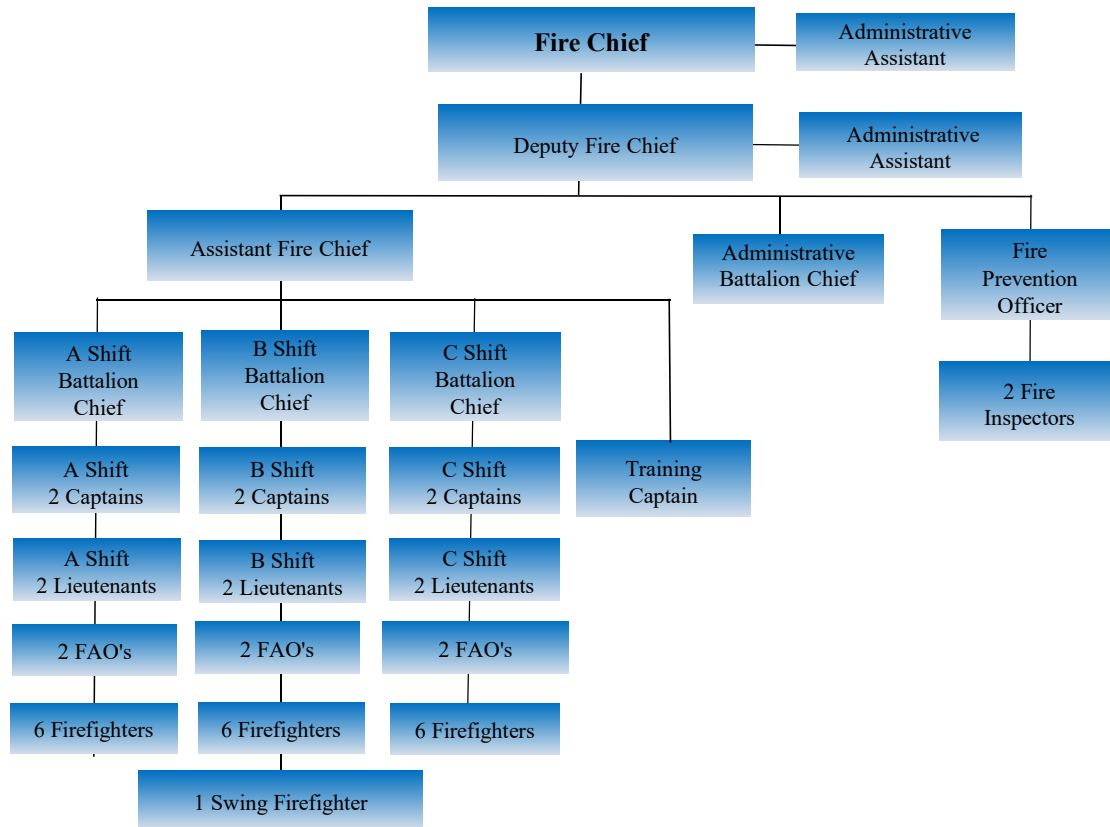 Fire Chief
Administrative
Assistant
Deputy Fire Chief
Administrative
Assistant
Assistant Fire Chief
Administrative
Battalion Chief
Fire
Prevention
Officer
A Shift
Battalion
Chief
B Shift
Battalion
Chief
C Shift
Battalion
Chief
2 Fire
Inspectors
A Shift
2 Captains
B Shift
2 Captains
C Shift
2 Captains
Training
Captain
A Shift
2 Lieutenants
B Shift
2 Lieutenants
C Shift
2 Lieutenants
2 FAO's
2 FAO's
2 FAO's
6 Firefighters
6 Firefighters
6 Firefighters
1 Swing Firefighter